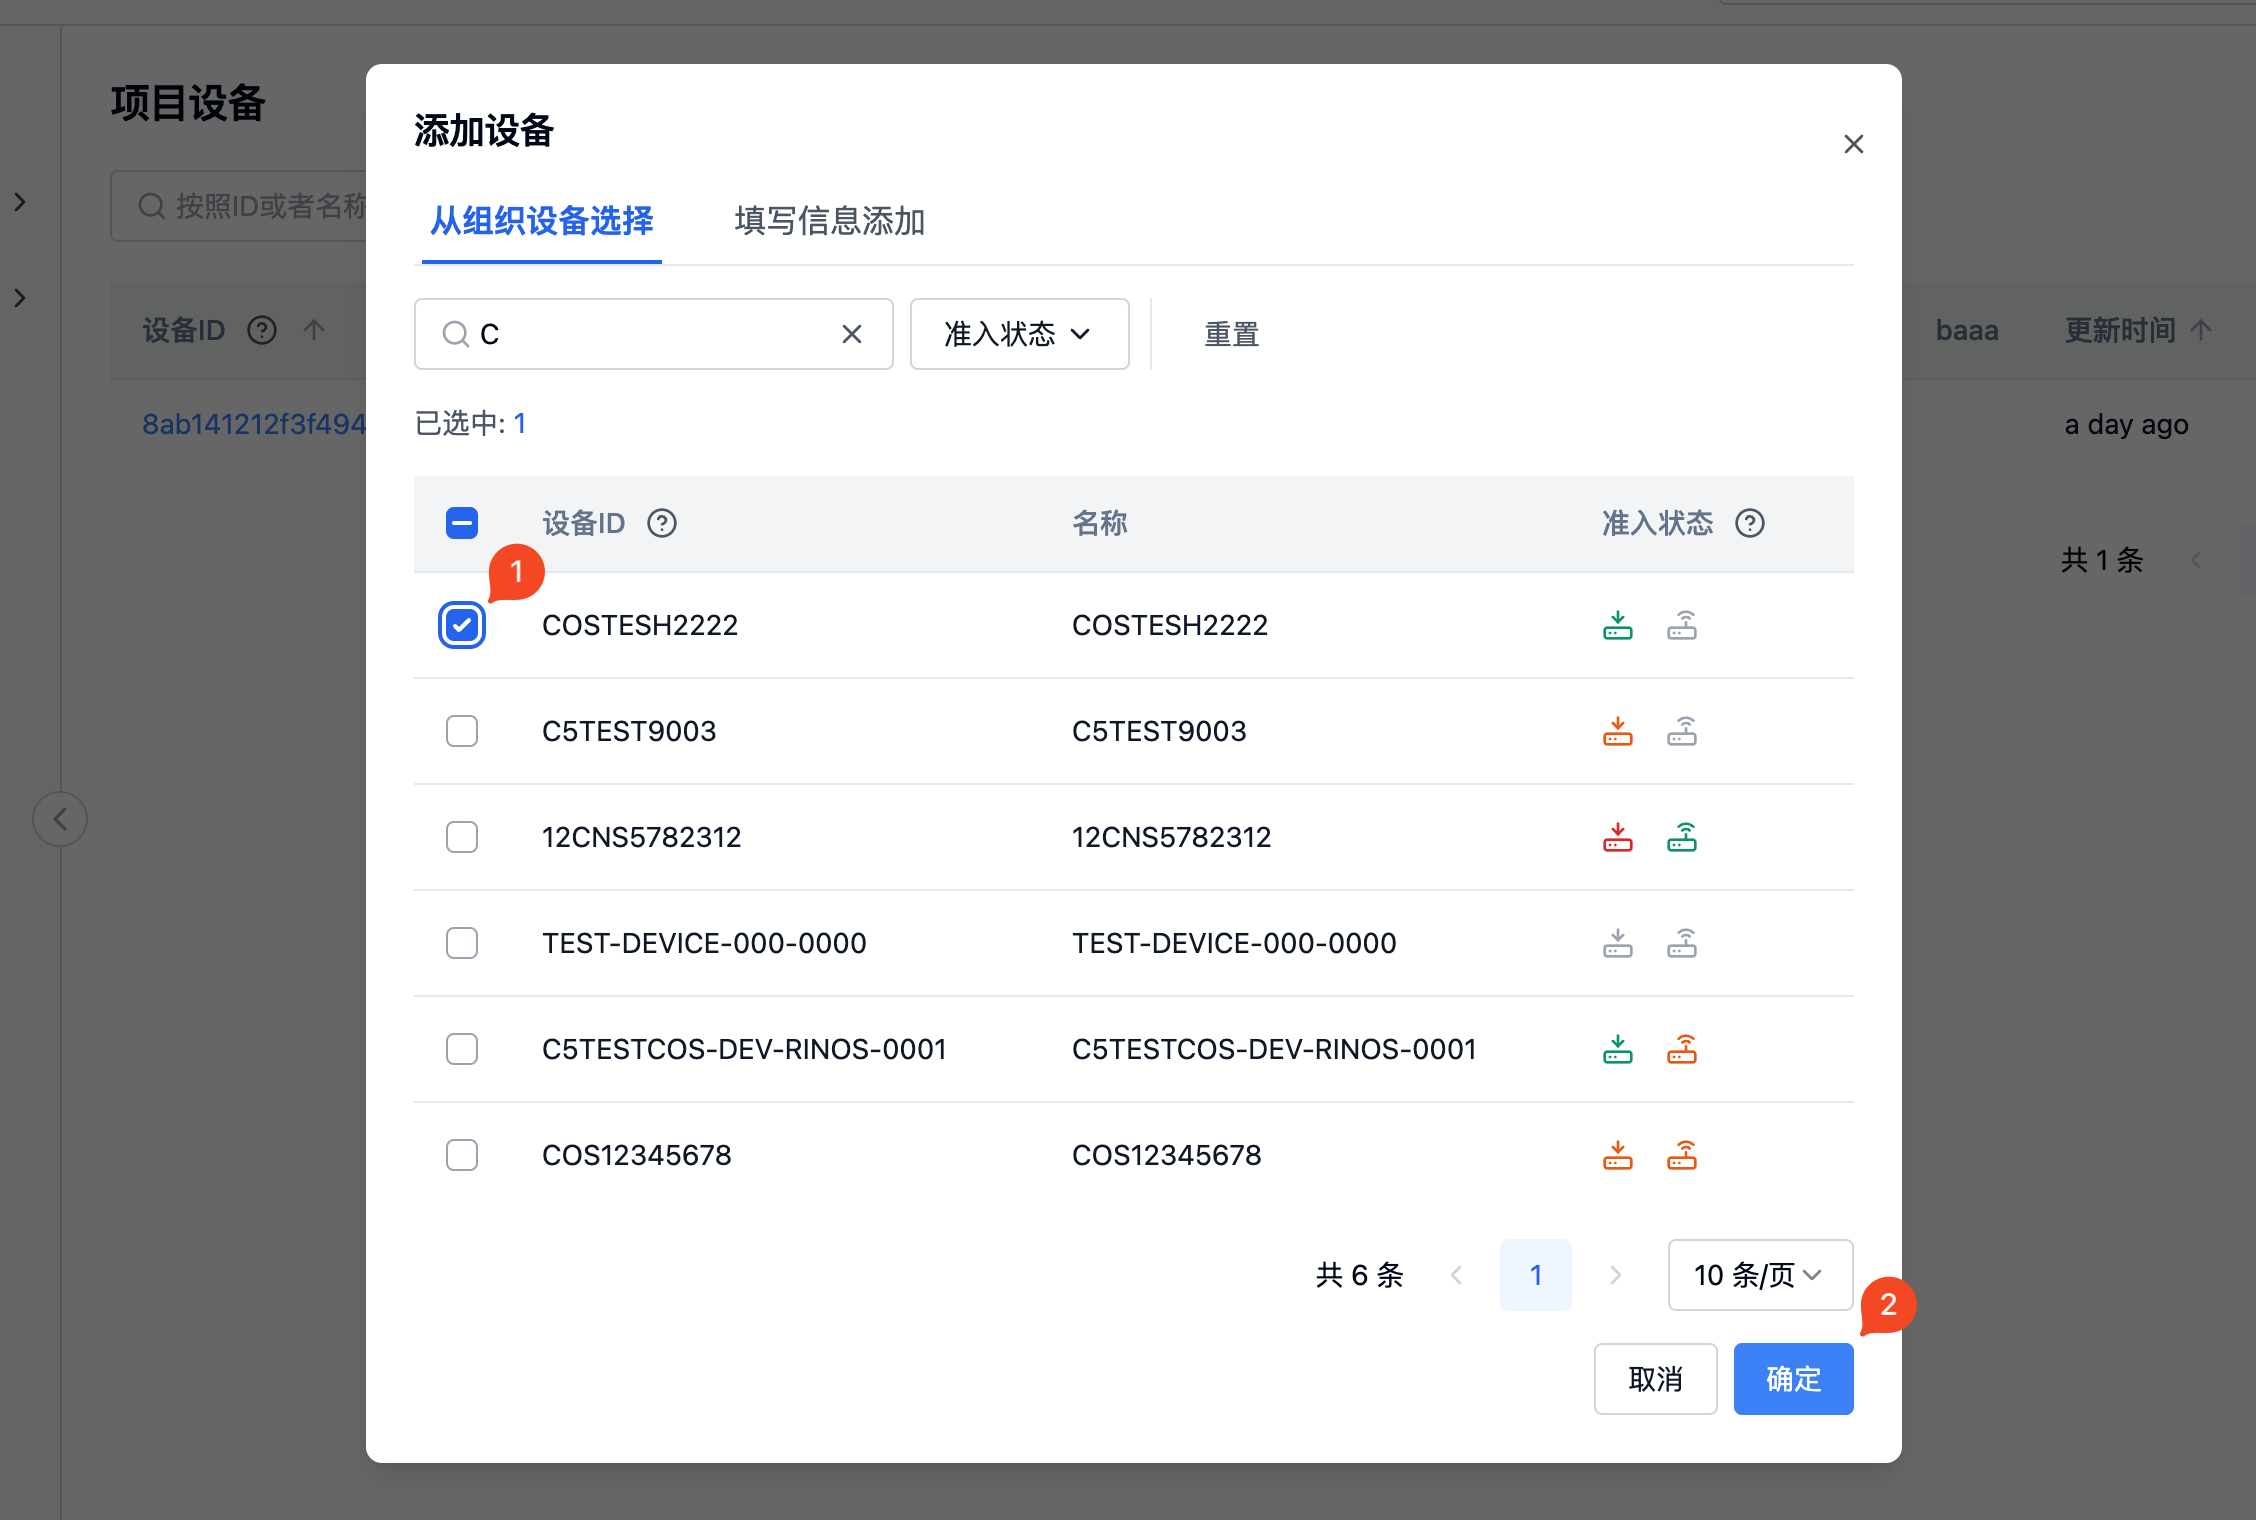 项目设备
按照ID或者名称
设备ID
baaa
更新时间
8ab141212f3f494
a day ago
共 1 条
添加设备
从组织设备选择
填写信息添加
C
准入状态
重置
已选中: 1
设备ID
名称
准入状态
1
COSTESH2222
COSTESH2222
C5TEST9003
C5TEST9003
12CNS5782312
12CNS5782312
TEST-DEVICE-000-0000
TEST-DEVICE-000-0000
C5TESTCOS-DEV-RINOS-0001
C5TESTCOS-DEV-RINOS-0001
COS12345678
COS12345678
共 6 条
1
10 条/页
2
取消
确定